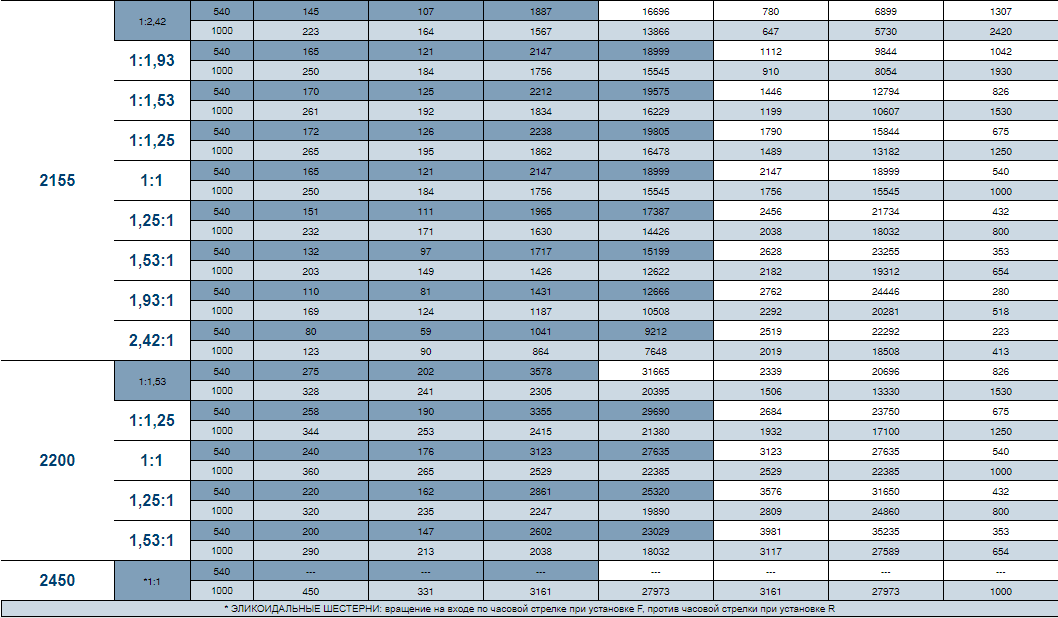 1:2,42 540 145 107 1887 16696 780 6899 1307
1000 223 164 1567 13866 647 5730 2420
1:1,93 540 165 121 2147 18999 1112 9844 1042
1000 250 184 1756 15545 910 8054 1930
1:1,53 540 170 125 2212 19575 1446 12794 826
1000 261 192 1834 16229 1199 10607 1530
1:1,25 540 172 126 2238 19805 1790 15844 675
1000 265 195 1862 16478 1489 13182 1250
2155 1:1 540 165 121 2147 18999 2147 18999 540
1000 250 184 1756 15545 1756 15545 1000
1,25:1 540 151 111 1965 17387 2456 21734 432
1000 232 171 1630 14426 2038 18032 800
1,53:1 540 132 97 1717 15199 2628 23255 353
1000 203 149 1426 12622 2182 19312 654
1,93:1 540 110 81 1431 12666 2762 24446 280
1000 169 124 1187 10508 2292 20281 518
2,42:1 540 80 59 1041 9212 2519 22292 223
1000 123 90 864 7648 2019 18508 413
1:1,53 540 275 202 3578 31665 2339 20696 826
1000 328 241 2305 20395 1506 13330 1530
1:1,25 540 258 190 3355 29690 2684 23750 675
1000 344 253 2415 21380 1932 17100 1250
2200 1:1 540 240 176 3123 27635 3123 27635 540
1000 360 265 2529 22385 2529 22385 1000
1,25:1 540 220 162 2861 25320 3576 31650 432
1000 320 235 2247 19890 2809 24860 800
1,53:1 540 200 147 2602 23029 3981 35235 353
1000 290 213 2038 18032 3117 27589 654
2450 *1:1 540 --- --- --- --- --- --- ---
1000 450 331 3161 27973 3161 27973 1000
* ЭЛИКОИДАЛЬНЫЕ ШЕСТЕРНИ: вращение на входе по часовой стрелке при установке F, против часовой стрелки при установке R